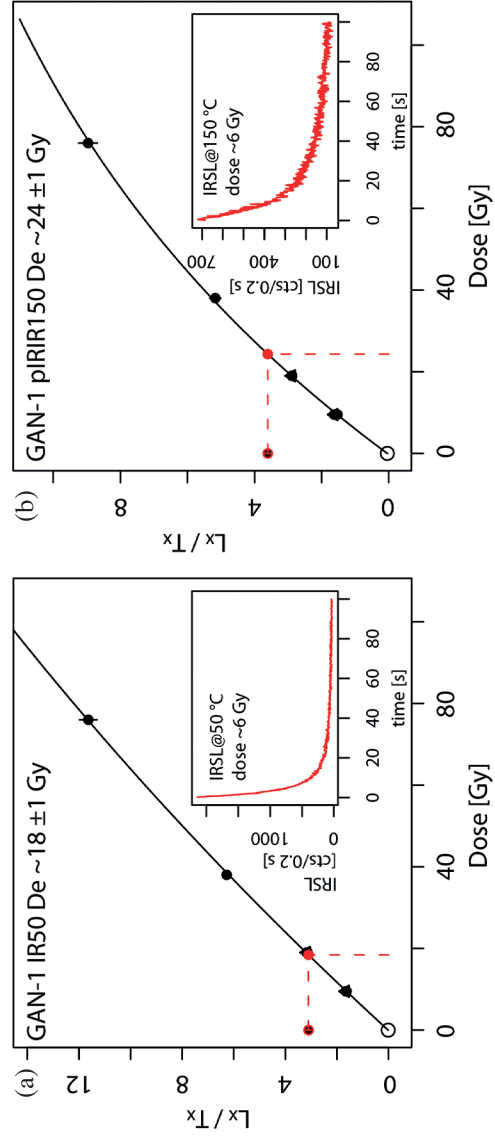 (a)
GAN-1 IR50 De ~18 ±1 Gy
Lx / Tx
12
8
4
0
IRSL@50 °C
dose ~6 Gy
IRSL
[cts/0.2 s]
1000
0
0 20 40 60 80
time [s]
0 40 80
Dose [Gy]
(b)
GAN-1 pIRIR150 De ~24 ±1 Gy
Lx / Tx
8
4
0
IRSL@150 °C
dose ~6 Gy
IRSL [cts/0.2 s]
700
400
100
0 20 40 60 80
time [s]
0 40 80
Dose [Gy]